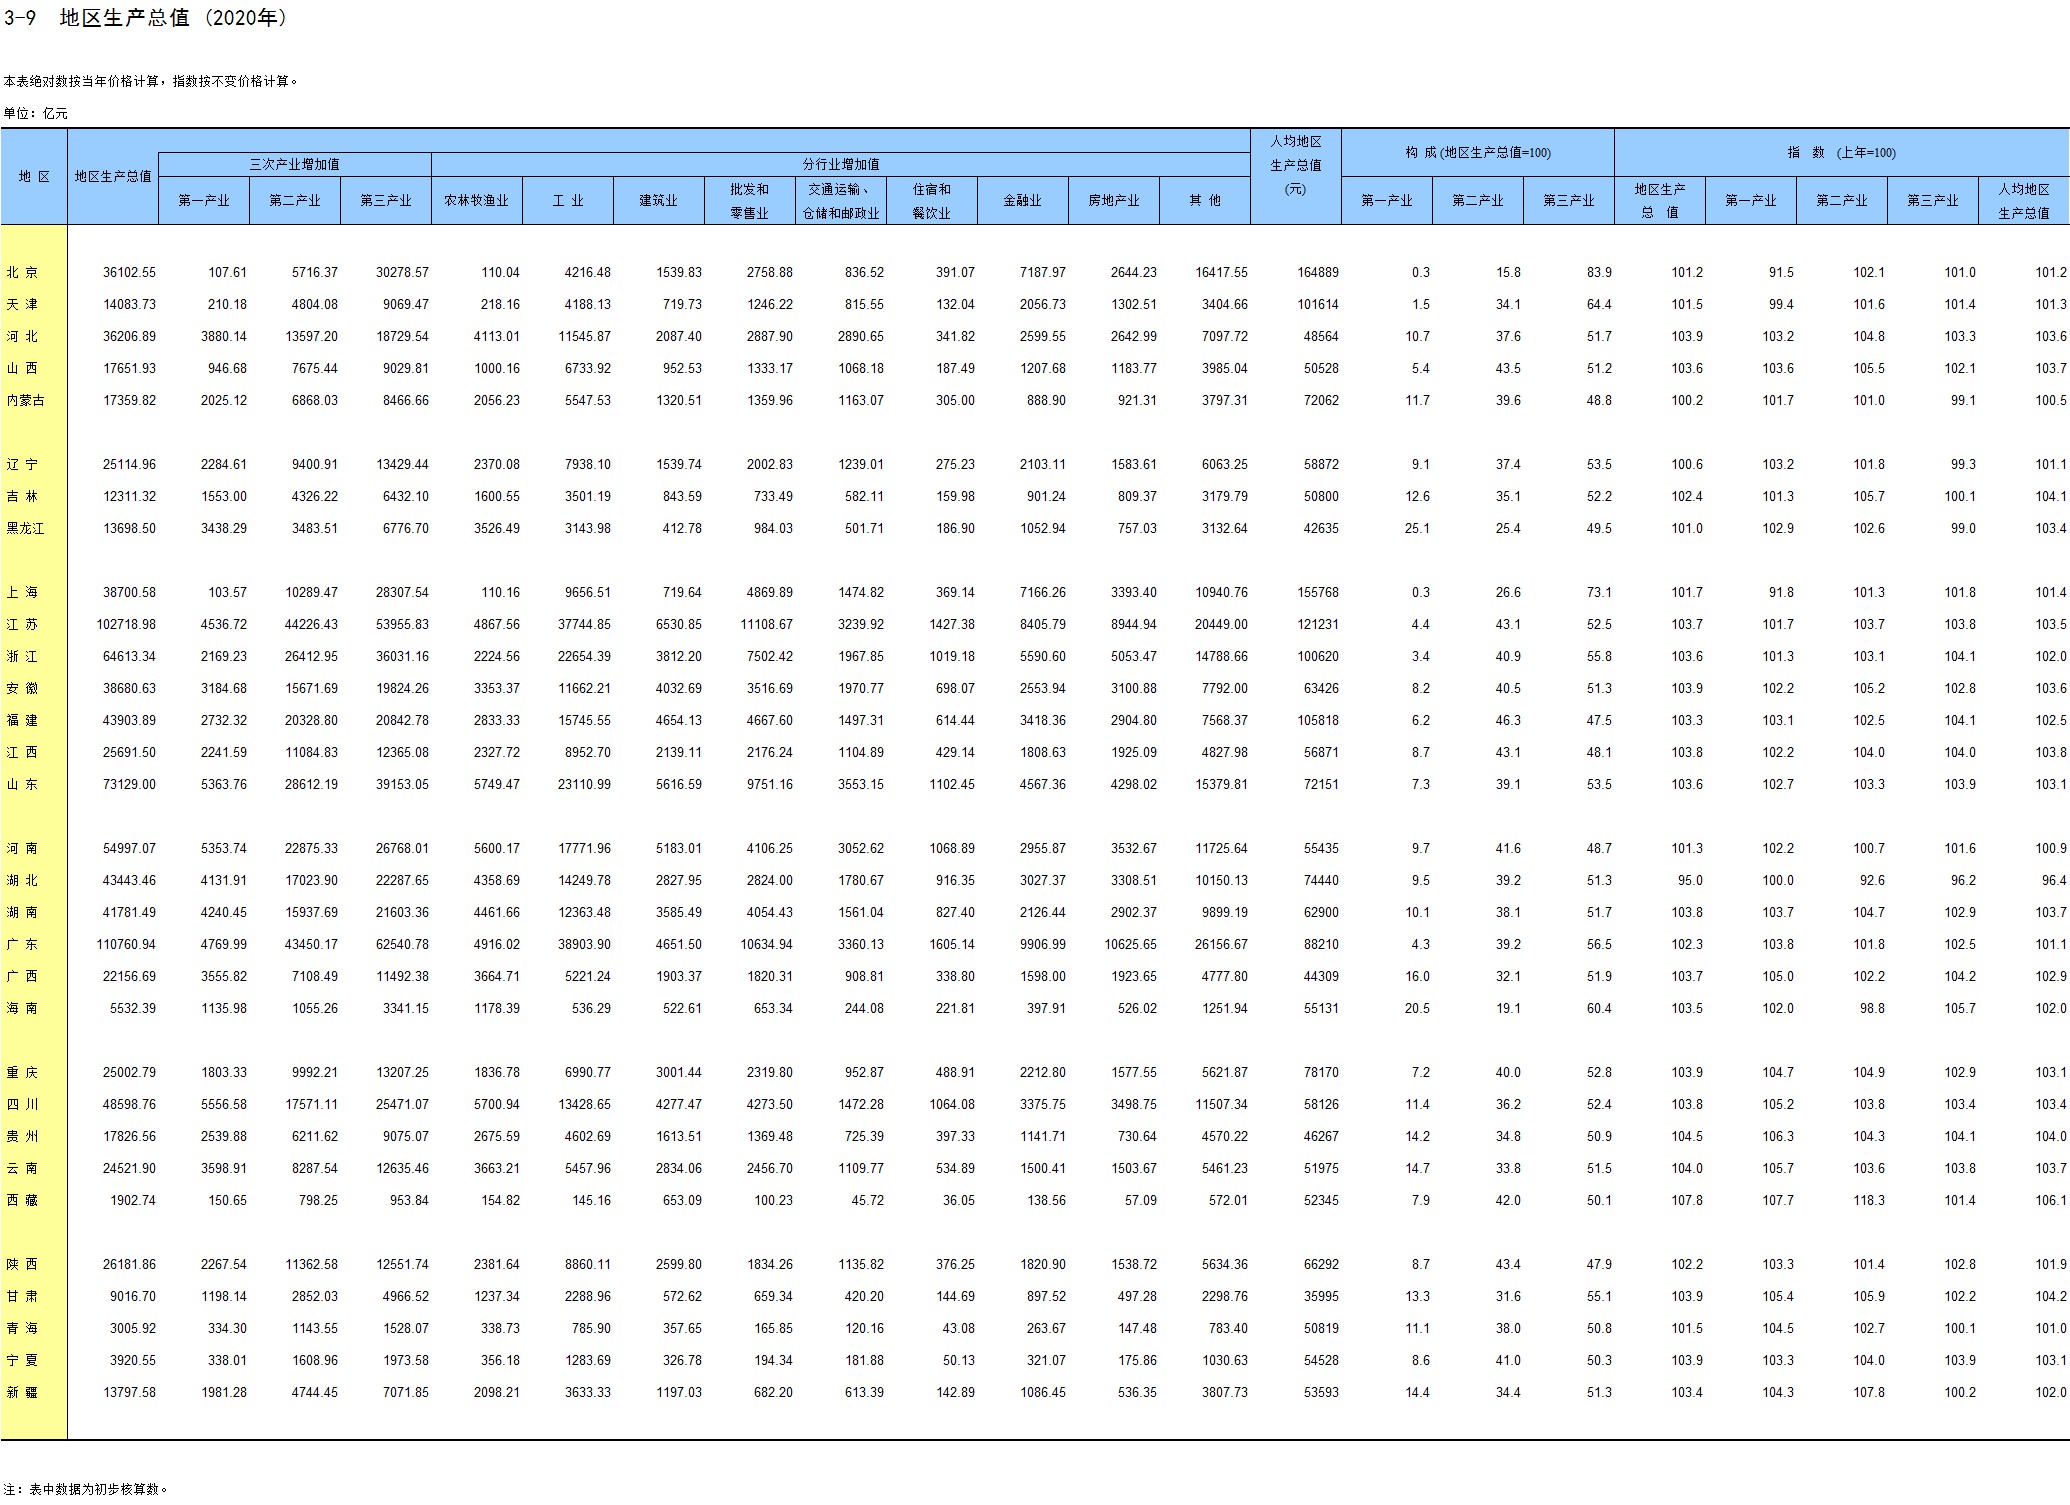 3-9 地区生产总值 (2020年)
本表绝对数按当年价格计算，指数按不变价格计算。
单位：亿元
人均地区
三次产业增加值 分行业增加值 生产总值 构 成 (地区生产总值=100) 指 数 (上年=100)
地 区 地区生产总值 (元)
第一产业 第二产业 第三产业 农林牧渔业 工 业 建筑业 批发和 交通运输、 住宿和 金融业 房地产业 其 他 第一产业 第二产业 第三产业 地区生产 第一产业 第二产业 第三产业 人均地区
零售业 仓储和邮政业 餐饮业 总 值 生产总值
北 京 36102.55 107.61 5716.37 30278.57 110.04 4216.48 1539.83 2758.88 836.52 391.07 7187.97 2644.23 16417.55 164889 0.3 15.8 83.9 101.2 91.5 102.1 101.0 101.2
天 津 14083.73 210.18 4804.08 9069.47 218.16 4188.13 719.73 1246.22 815.55 132.04 2056.73 1302.51 3404.66 101614 1.5 34.1 64.4 101.5 99.4 101.6 101.4 101.3
河 北 36206.89 3880.14 13597.20 18729.54 4113.01 11545.87 2087.40 2887.90 2890.65 341.82 2599.55 2642.99 7097.72 48564 10.7 37.6 51.7 103.9 103.2 104.8 103.3 103.6
山 西 17651.93 946.68 7675.44 9029.81 1000.16 6733.92 952.53 1333.17 1068.18 187.49 1207.68 1183.77 3985.04 50528 5.4 43.5 51.2 103.6 103.6 105.5 102.1 103.7
内蒙古 17359.82 2025.12 6868.03 8466.66 2056.23 5547.53 1320.51 1359.96 1163.07 305.00 888.90 921.31 3797.31 72062 11.7 39.6 48.8 100.2 101.7 101.0 99.1 100.5
辽 宁 25114.96 2284.61 9400.91 13429.44 2370.08 7938.10 1539.74 2002.83 1239.01 275.23 2103.11 1583.61 6063.25 58872 9.1 37.4 53.5 100.6 103.2 101.8 99.3 101.1
吉 林 12311.32 1553.00 4326.22 6432.10 1600.55 3501.19 843.59 733.49 582.11 159.98 901.24 809.37 3179.79 50800 12.6 35.1 52.2 102.4 101.3 105.7 100.1 104.1
黑龙江 13698.50 3438.29 3483.51 6776.70 3526.49 3143.98 412.78 984.03 501.71 186.90 1052.94 757.03 3132.64 42635 25.1 25.4 49.5 101.0 102.9 102.6 99.0 103.4
上 海 38700.58 103.57 10289.47 28307.54 110.16 9656.51 719.64 4869.89 1474.82 369.14 7166.26 3393.40 10940.76 155768 0.3 26.6 73.1 101.7 91.8 101.3 101.8 101.4
江 苏 102718.98 4536.72 44226.43 53955.83 4867.56 37744.85 6530.85 11108.67 3239.92 1427.38 8405.79 8944.94 20449.00 121231 4.4 43.1 52.5 103.7 101.7 103.7 103.8 103.5
浙 江 64613.34 2169.23 26412.95 36031.16 2224.56 22654.39 3812.20 7502.42 1967.85 1019.18 5590.60 5053.47 14788.66 100620 3.4 40.9 55.8 103.6 101.3 103.1 104.1 102.0
安 徽 38680.63 3184.68 15671.69 19824.26 3353.37 11662.21 4032.69 3516.69 1970.77 698.07 2553.94 3100.88 7792.00 63426 8.2 40.5 51.3 103.9 102.2 105.2 102.8 103.6
福 建 43903.89 2732.32 20328.80 20842.78 2833.33 15745.55 4654.13 4667.60 1497.31 614.44 3418.36 2904.80 7568.37 105818 6.2 46.3 47.5 103.3 103.1 102.5 104.1 102.5
江 西 25691.50 2241.59 11084.83 12365.08 2327.72 8952.70 2139.11 2176.24 1104.89 429.14 1808.63 1925.09 4827.98 56871 8.7 43.1 48.1 103.8 102.2 104.0 104.0 103.8
山 东 73129.00 5363.76 28612.19 39153.05 5749.47 23110.99 5616.59 9751.16 3553.15 1102.45 4567.36 4298.02 15379.81 72151 7.3 39.1 53.5 103.6 102.7 103.3 103.9 103.1
河 南 54997.07 5353.74 22875.33 26768.01 5600.17 17771.96 5183.01 4106.25 3052.62 1068.89 2955.87 3532.67 11725.64 55435 9.7 41.6 48.7 101.3 102.2 100.7 101.6 100.9
湖 北 43443.46 4131.91 17023.90 22287.65 4358.69 14249.78 2827.95 2824.00 1780.67 916.35 3027.37 3308.51 10150.13 74440 9.5 39.2 51.3 95.0 100.0 92.6 96.2 96.4
湖 南 41781.49 4240.45 15937.69 21603.36 4461.66 12363.48 3585.49 4054.43 1561.04 827.40 2126.44 2902.37 9899.19 62900 10.1 38.1 51.7 103.8 103.7 104.7 102.9 103.7
广 东 110760.94 4769.99 43450.17 62540.78 4916.02 38903.90 4651.50 10634.94 3360.13 1605.14 9906.99 10625.65 26156.67 88210 4.3 39.2 56.5 102.3 103.8 101.8 102.5 101.1
广 西 22156.69 3555.82 7108.49 11492.38 3664.71 5221.24 1903.37 1820.31 908.81 338.80 1598.00 1923.65 4777.80 44309 16.0 32.1 51.9 103.7 105.0 102.2 104.2 102.9
海 南 5532.39 1135.98 1055.26 3341.15 1178.39 536.29 522.61 653.34 244.08 221.81 397.91 526.02 1251.94 55131 20.5 19.1 60.4 103.5 102.0 98.8 105.7 102.0
重 庆 25002.79 1803.33 9992.21 13207.25 1836.78 6990.77 3001.44 2319.80 952.87 488.91 2212.80 1577.55 5621.87 78170 7.2 40.0 52.8 103.9 104.7 104.9 102.9 103.1
四 川 48598.76 5556.58 17571.11 25471.07 5700.94 13428.65 4277.47 4273.50 1472.28 1064.08 3375.75 3498.75 11507.34 58126 11.4 36.2 52.4 103.8 105.2 103.8 103.4 103.4
贵 州 17826.56 2539.88 6211.62 9075.07 2675.59 4602.69 1613.51 1369.48 725.39 397.33 1141.71 730.64 4570.22 46267 14.2 34.8 50.9 104.5 106.3 104.3 104.1 104.0
云 南 24521.90 3598.91 8287.54 12635.46 3663.21 5457.96 2834.06 2456.70 1109.77 534.89 1500.41 1503.67 5461.23 51975 14.7 33.8 51.5 104.0 105.7 103.6 103.8 103.7
西 藏 1902.74 150.65 798.25 953.84 154.82 145.16 653.09 100.23 45.72 36.05 138.56 57.09 572.01 52345 7.9 42.0 50.1 107.8 107.7 118.3 101.4 106.1
陕 西 26181.86 2267.54 11362.58 12551.74 2381.64 8860.11 2599.80 1834.26 1135.82 376.25 1820.90 1538.72 5634.36 66292 8.7 43.4 47.9 102.2 103.3 101.4 102.8 101.9
甘 肃 9016.70 1198.14 2852.03 4966.52 1237.34 2288.96 572.62 659.34 420.20 144.69 897.52 497.28 2298.76 35995 13.3 31.6 55.1 103.9 105.4 105.9 102.2 104.2
青 海 3005.92 334.30 1143.55 1528.07 338.73 785.90 357.65 165.85 120.16 43.08 263.67 147.48 783.40 50819 11.1 38.0 50.8 101.5 104.5 102.7 100.1 101.0
宁 夏 3920.55 338.01 1608.96 1973.58 356.18 1283.69 326.78 194.34 181.88 50.13 321.07 175.86 1030.63 54528 8.6 41.0 50.3 103.9 103.3 104.0 103.9 103.1
新 疆 13797.58 1981.28 4744.45 7071.85 2098.21 3633.33 1197.03 682.20 613.39 142.89 1086.45 536.35 3807.73 53593 14.4 34.4 51.3 103.4 104.3 107.8 100.2 102.0
注：表中数据为初步核算数。